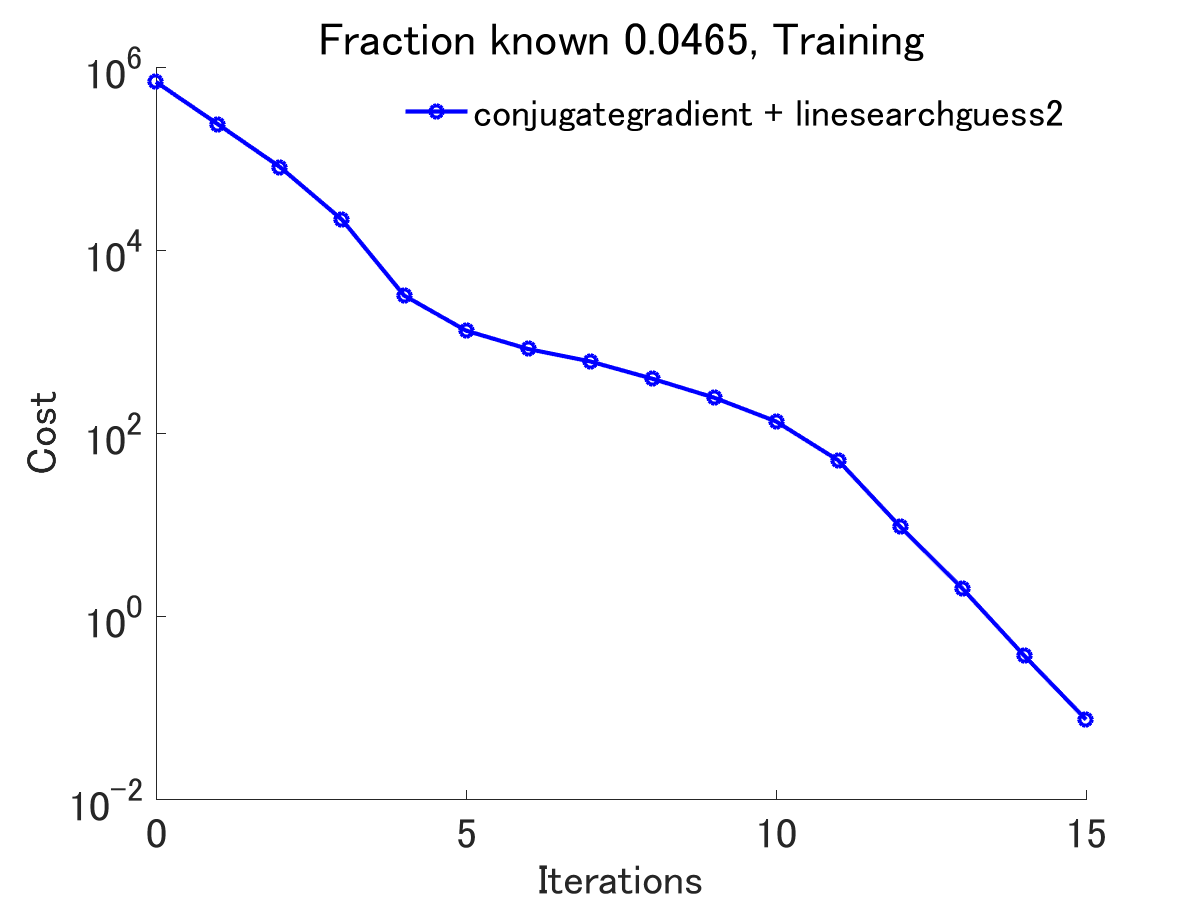 Fraction known 0.0465, Training
conjugategradient + linesearchguess2
10^6
10^4
10^2
10^0
10^-2
Cost
0 5 10 15
Iterations